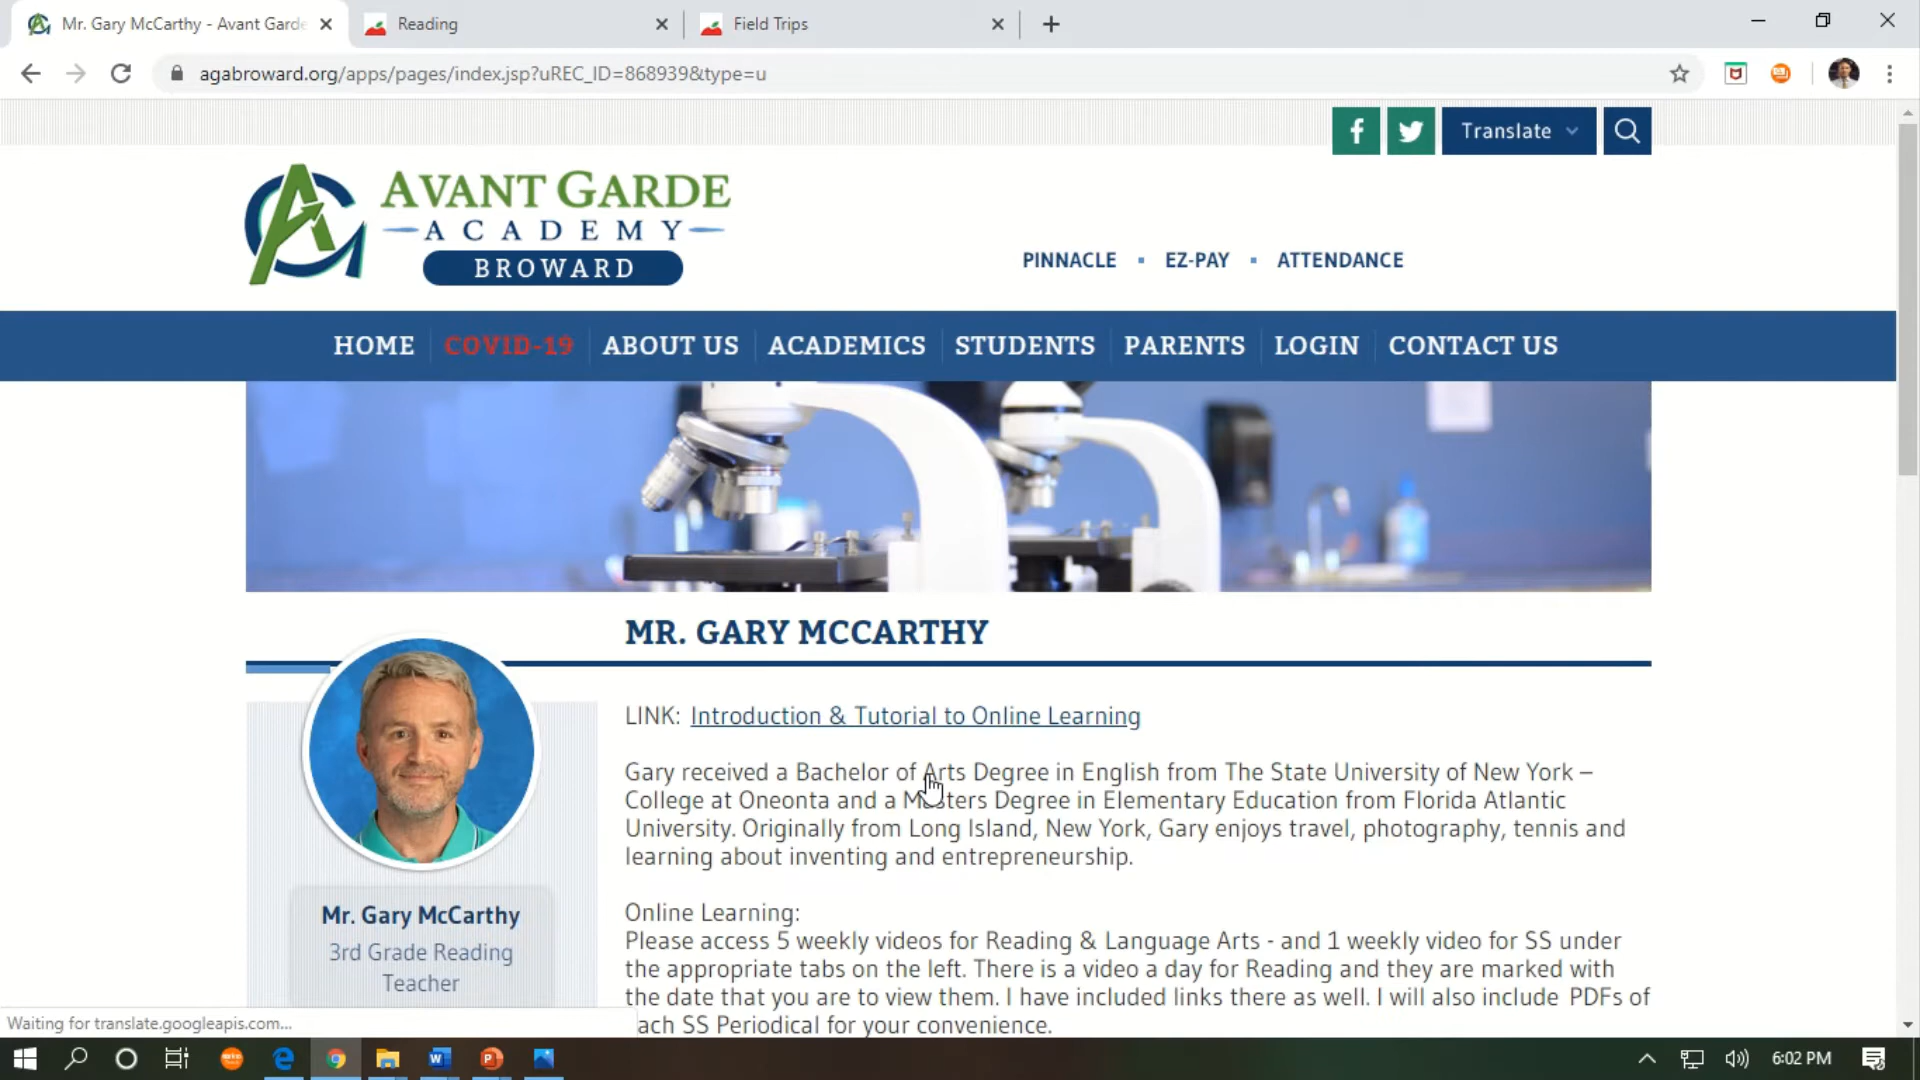 Mr. Gary McCarthy - Avant Garde
Reading
Field Trips
agabroward.org/apps/pages/index.jsp?uREC_ID=868939&type=u
Translate
AVANT GARDE
ACADEMY
BROWARD
PINNACLE ▪ EZ-PAY ▪ ATTENDANCE
HOME COVID-19 ABOUT US ACADEMICS STUDENTS PARENTS LOGIN CONTACT US
MR. GARY MCCARTHY
LINK: Introduction & Tutorial to Online Learning
Gary received a Bachelor of Arts Degree in English from The State University of New York –
College at Oneonta and a Masters Degree in Elementary Education from Florida Atlantic
University. Originally from Long Island, New York, Gary enjoys travel, photography, tennis and
learning about inventing and entrepreneurship.
Mr. Gary McCarthy
3rd Grade Reading
Teacher
Online Learning:
Please access 5 weekly videos for Reading & Language Arts - and 1 weekly video for SS under
the appropriate tabs on the left. There is a video a day for Reading and they are marked with
the date that you are to view them. I have included links there as well. I will also include PDFs of
ach SS Periodical for your convenience.
Waiting for translate.googleapis.com...
6:02 PM